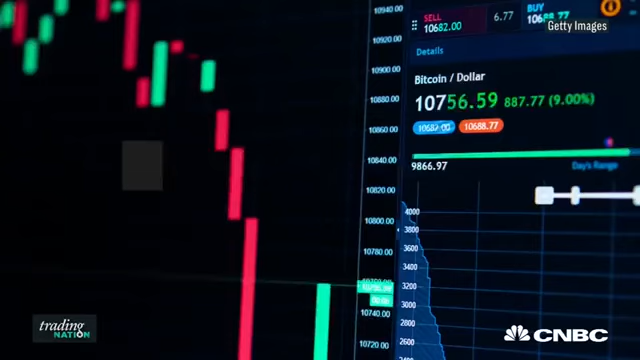 10940.00
10920.00
10900.00
10880.00
10860.00
10840.00
10820.00
10800.00
10780.00
10740.00
10720.00
SELL
10682.00
6.77
BUY
10688.77
Getty Images
Details
Bitcoin / Dollar
10756.59 887.77 (9.00%)
10682.00 10688.77
9866.97 Day's Range
4000
3800
3600
3400
3200
3000
2800
2600
trading
NATION
CNBC